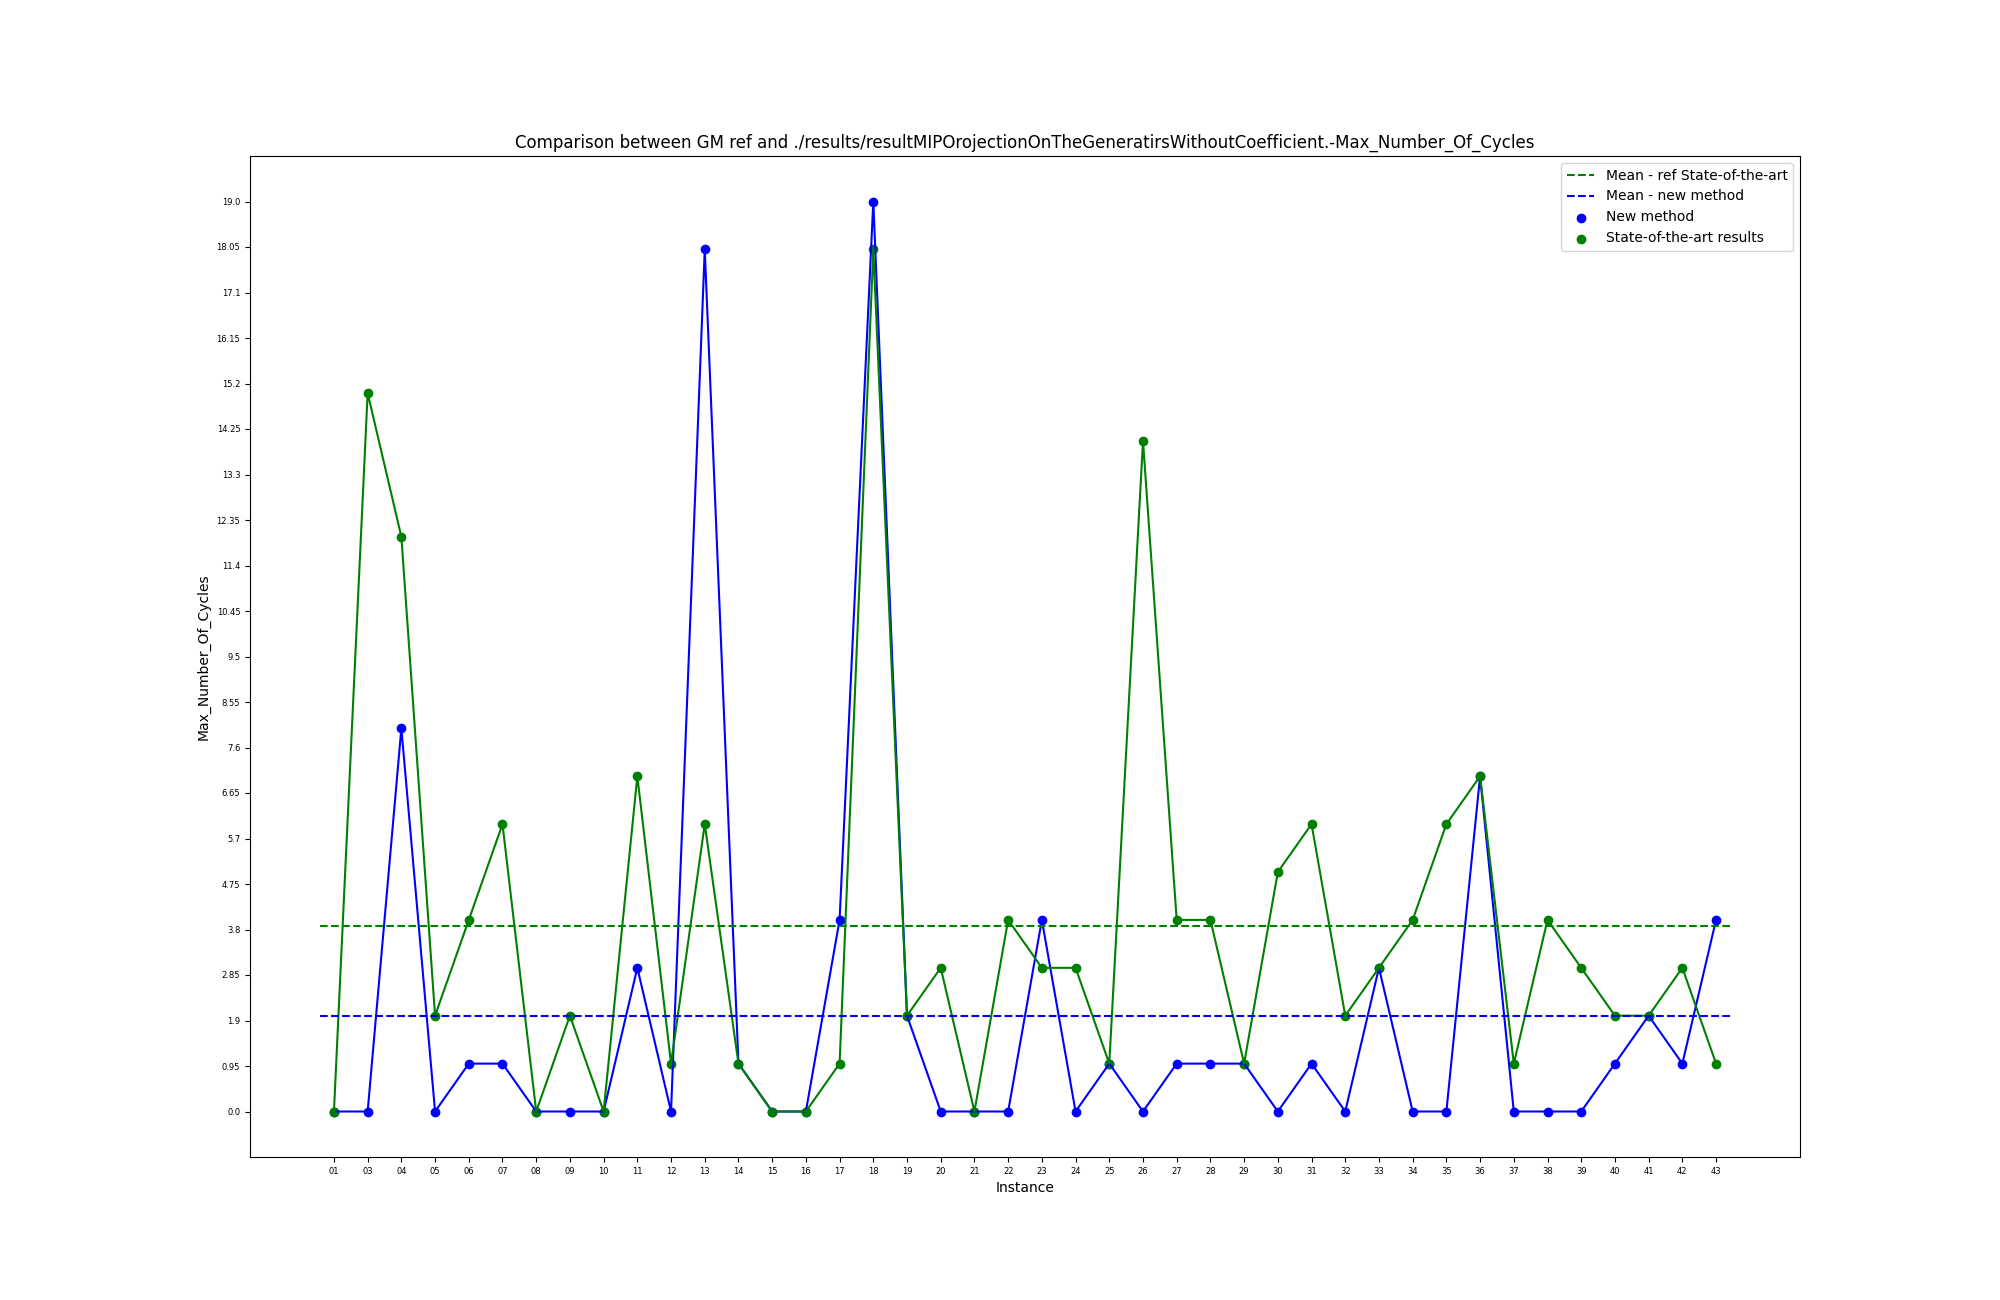 Comparison between GM ref and ./results/resultMIPOrojectionOnTheGeneratirsWithoutCoefficient.-Max_Number_Of_Cycles
Mean - ref State-of-the-art
Mean - new method
New method
State-of-the-art results
19.0
18.05
17.1
16.15
15.2
14.25
13.3
12.35
11.4
10.45
9.5
8.55
7.6
6.65
5.7
4.75
3.8
2.85
1.9
0.95
0.0
Max_Number_Of_Cycles
01 03 04 05 06 07 08 09 10 11 12 13 14 15 16 17 18 19 20 21 22 23 24 25 26 27 28 29 30 31 32 33 34 35 36 37 38 39 40 41 42 43
Instance